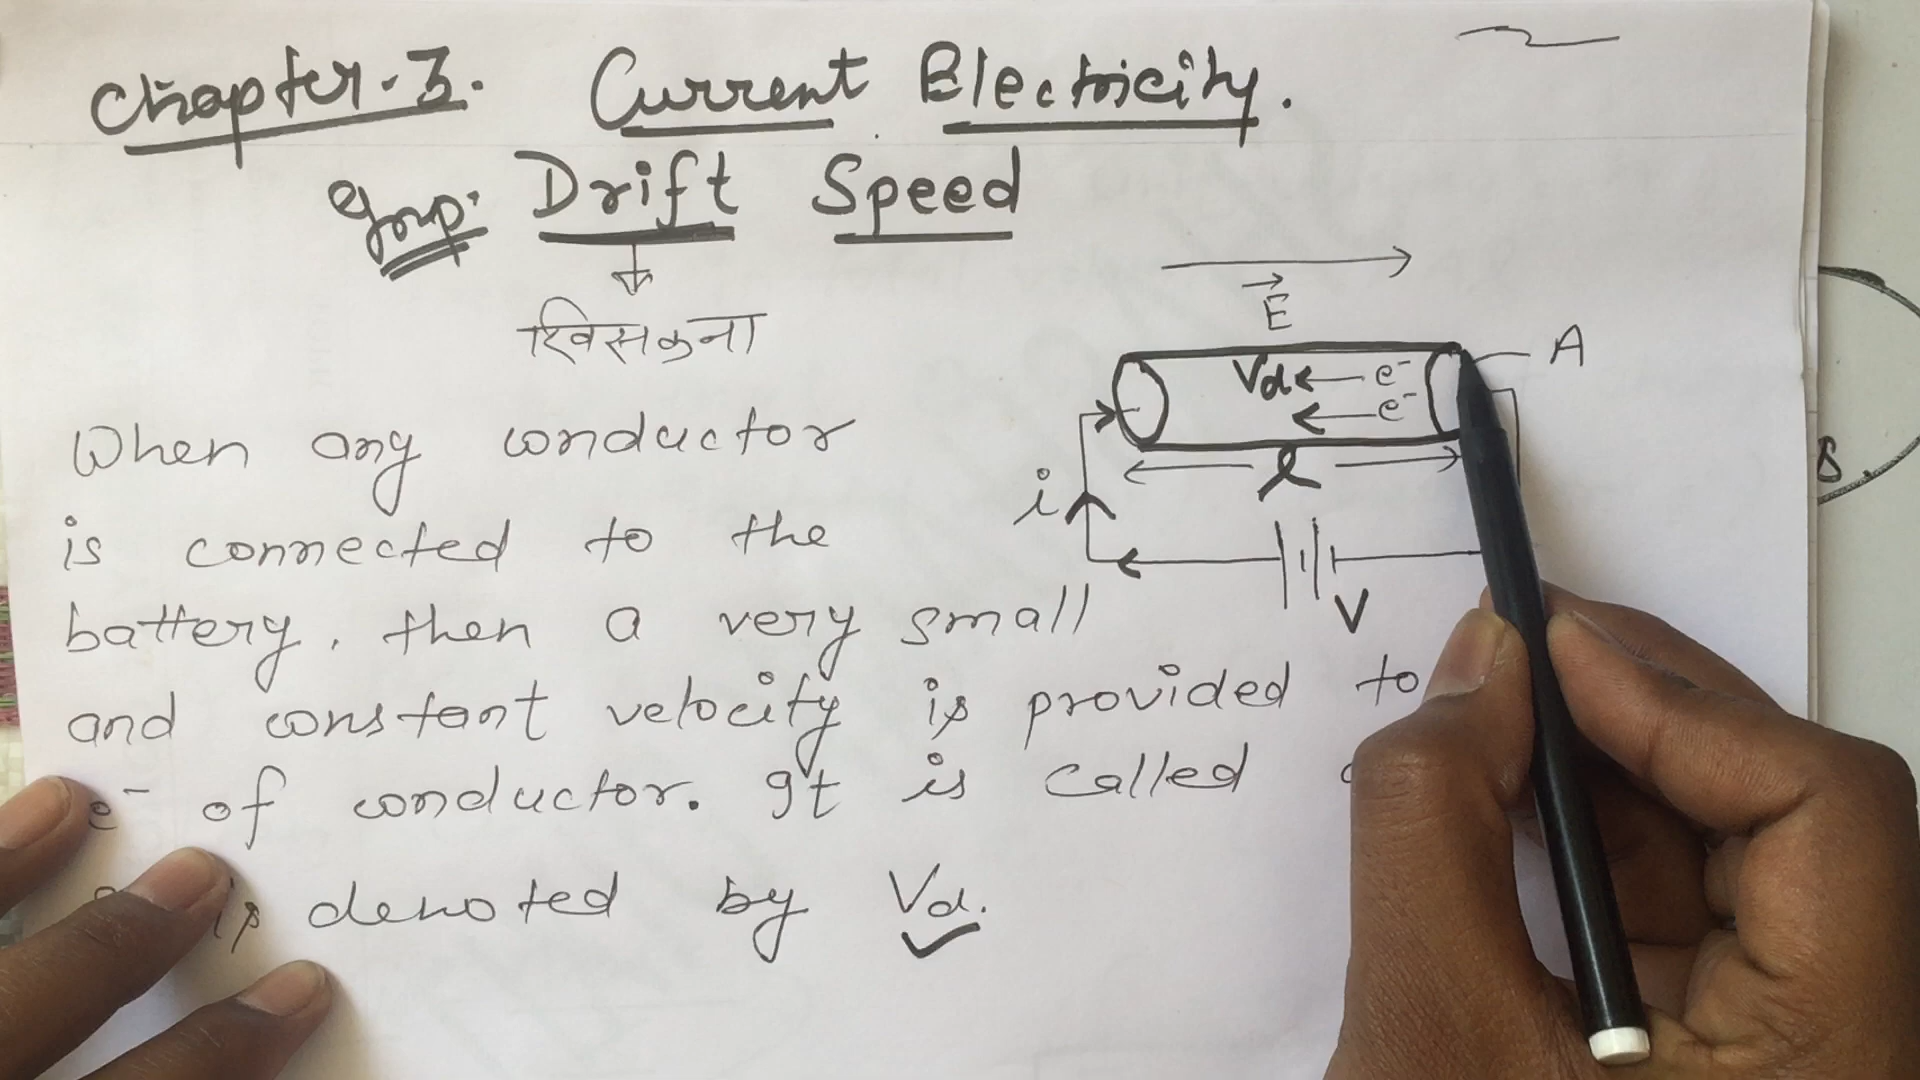 Chapter-3. Current Electricity.
Imp: Drift Speed
खिसकना
E
A
Vd e-
e-
i
l
V
When any conductor
is connected to the
battery, then a very small
and constant velocity is provided to
e- of conductor. It is called
is denoted by Vd.
B